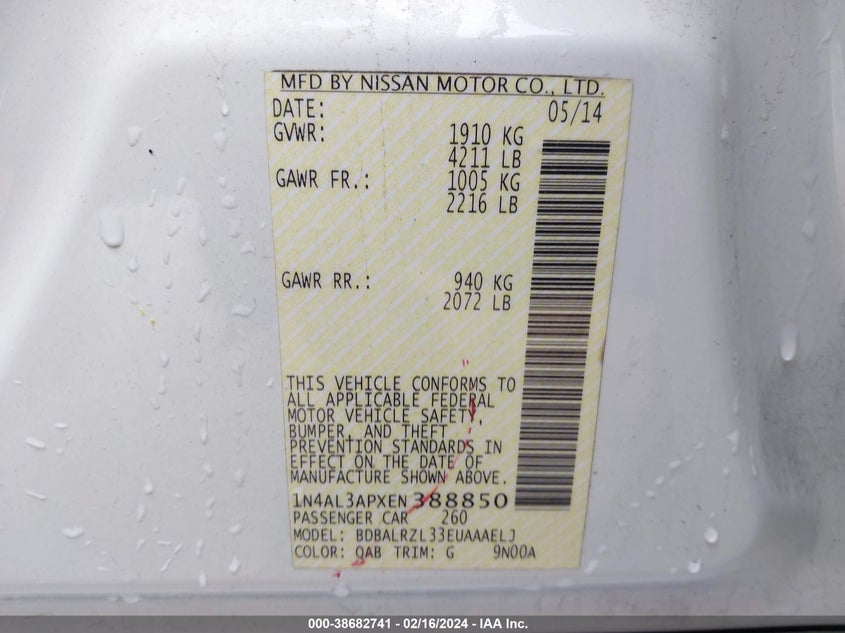 MFD BY NISSAN MOTOR CO., LTD.
DATE: 05/14
GVWR: 1910 KG
4211 LB
GAWR FR.: 1005 KG
2216 LB
GAWR RR.: 940 KG
2072 LB
THIS VEHICLE CONFORMS TO
ALL APPLICABLE FEDERAL
MOTOR VEHICLE SAFETY,
BUMPER, AND THEFT
PREVENTION STANDARDS IN
EFFECT ON THE DATE OF
MANUFACTURE SHOWN ABOVE.
1N4AL3APXEN388850
PASSENGER CAR 260
MODEL: BDBALRZL33EUAAAELJ
COLOR: QAB TRIM: G 9N00A
000-38682741 - 02/16/2024 - IAA Inc.